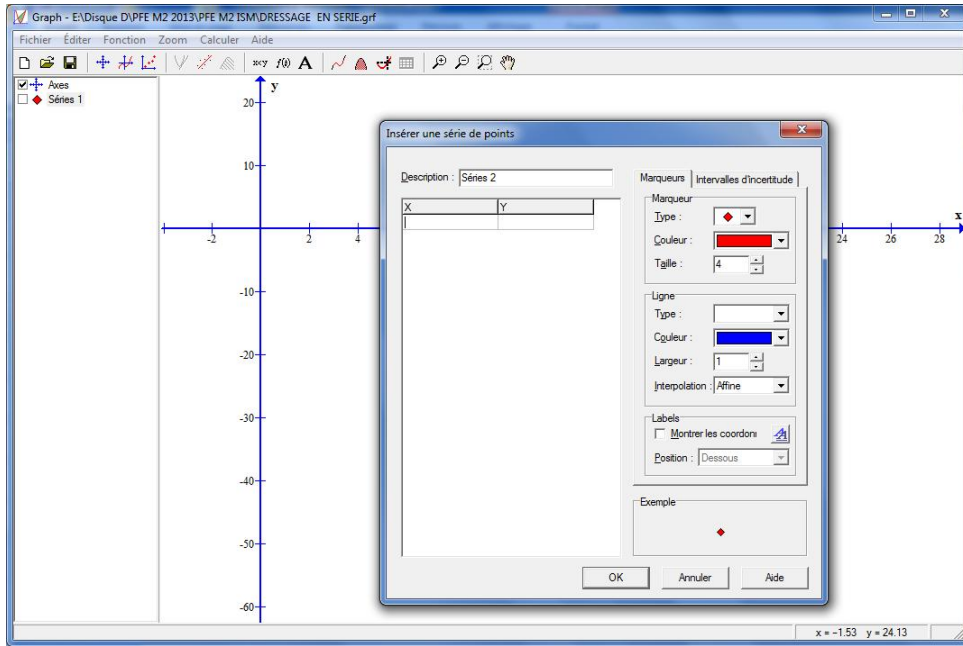 Graph - E:\Disque D\PFE M2 2013\PFE M2 ISM\DRESSAGE EN SERIE.grf
Fichier Éditer Fonction Zoom Calculer Aide
Axes
Séries 1
y
x
20
10
-10
-20
-30
-40
-50
-60
-2
2
4
24
26
28
Insérer une série de points
Description : Séries 2
X Y
Marqueurs Intervalles d'incertitude
Marqueur
Type :
Couleur :
Taille : 4
Ligne
Type :
Couleur :
Largeur : 1
Interpolation : Affine
Labels
Montrer les coordoni
Position : Dessous
Exemple
OK Annuler Aide
x = -1.53 y = 24.13